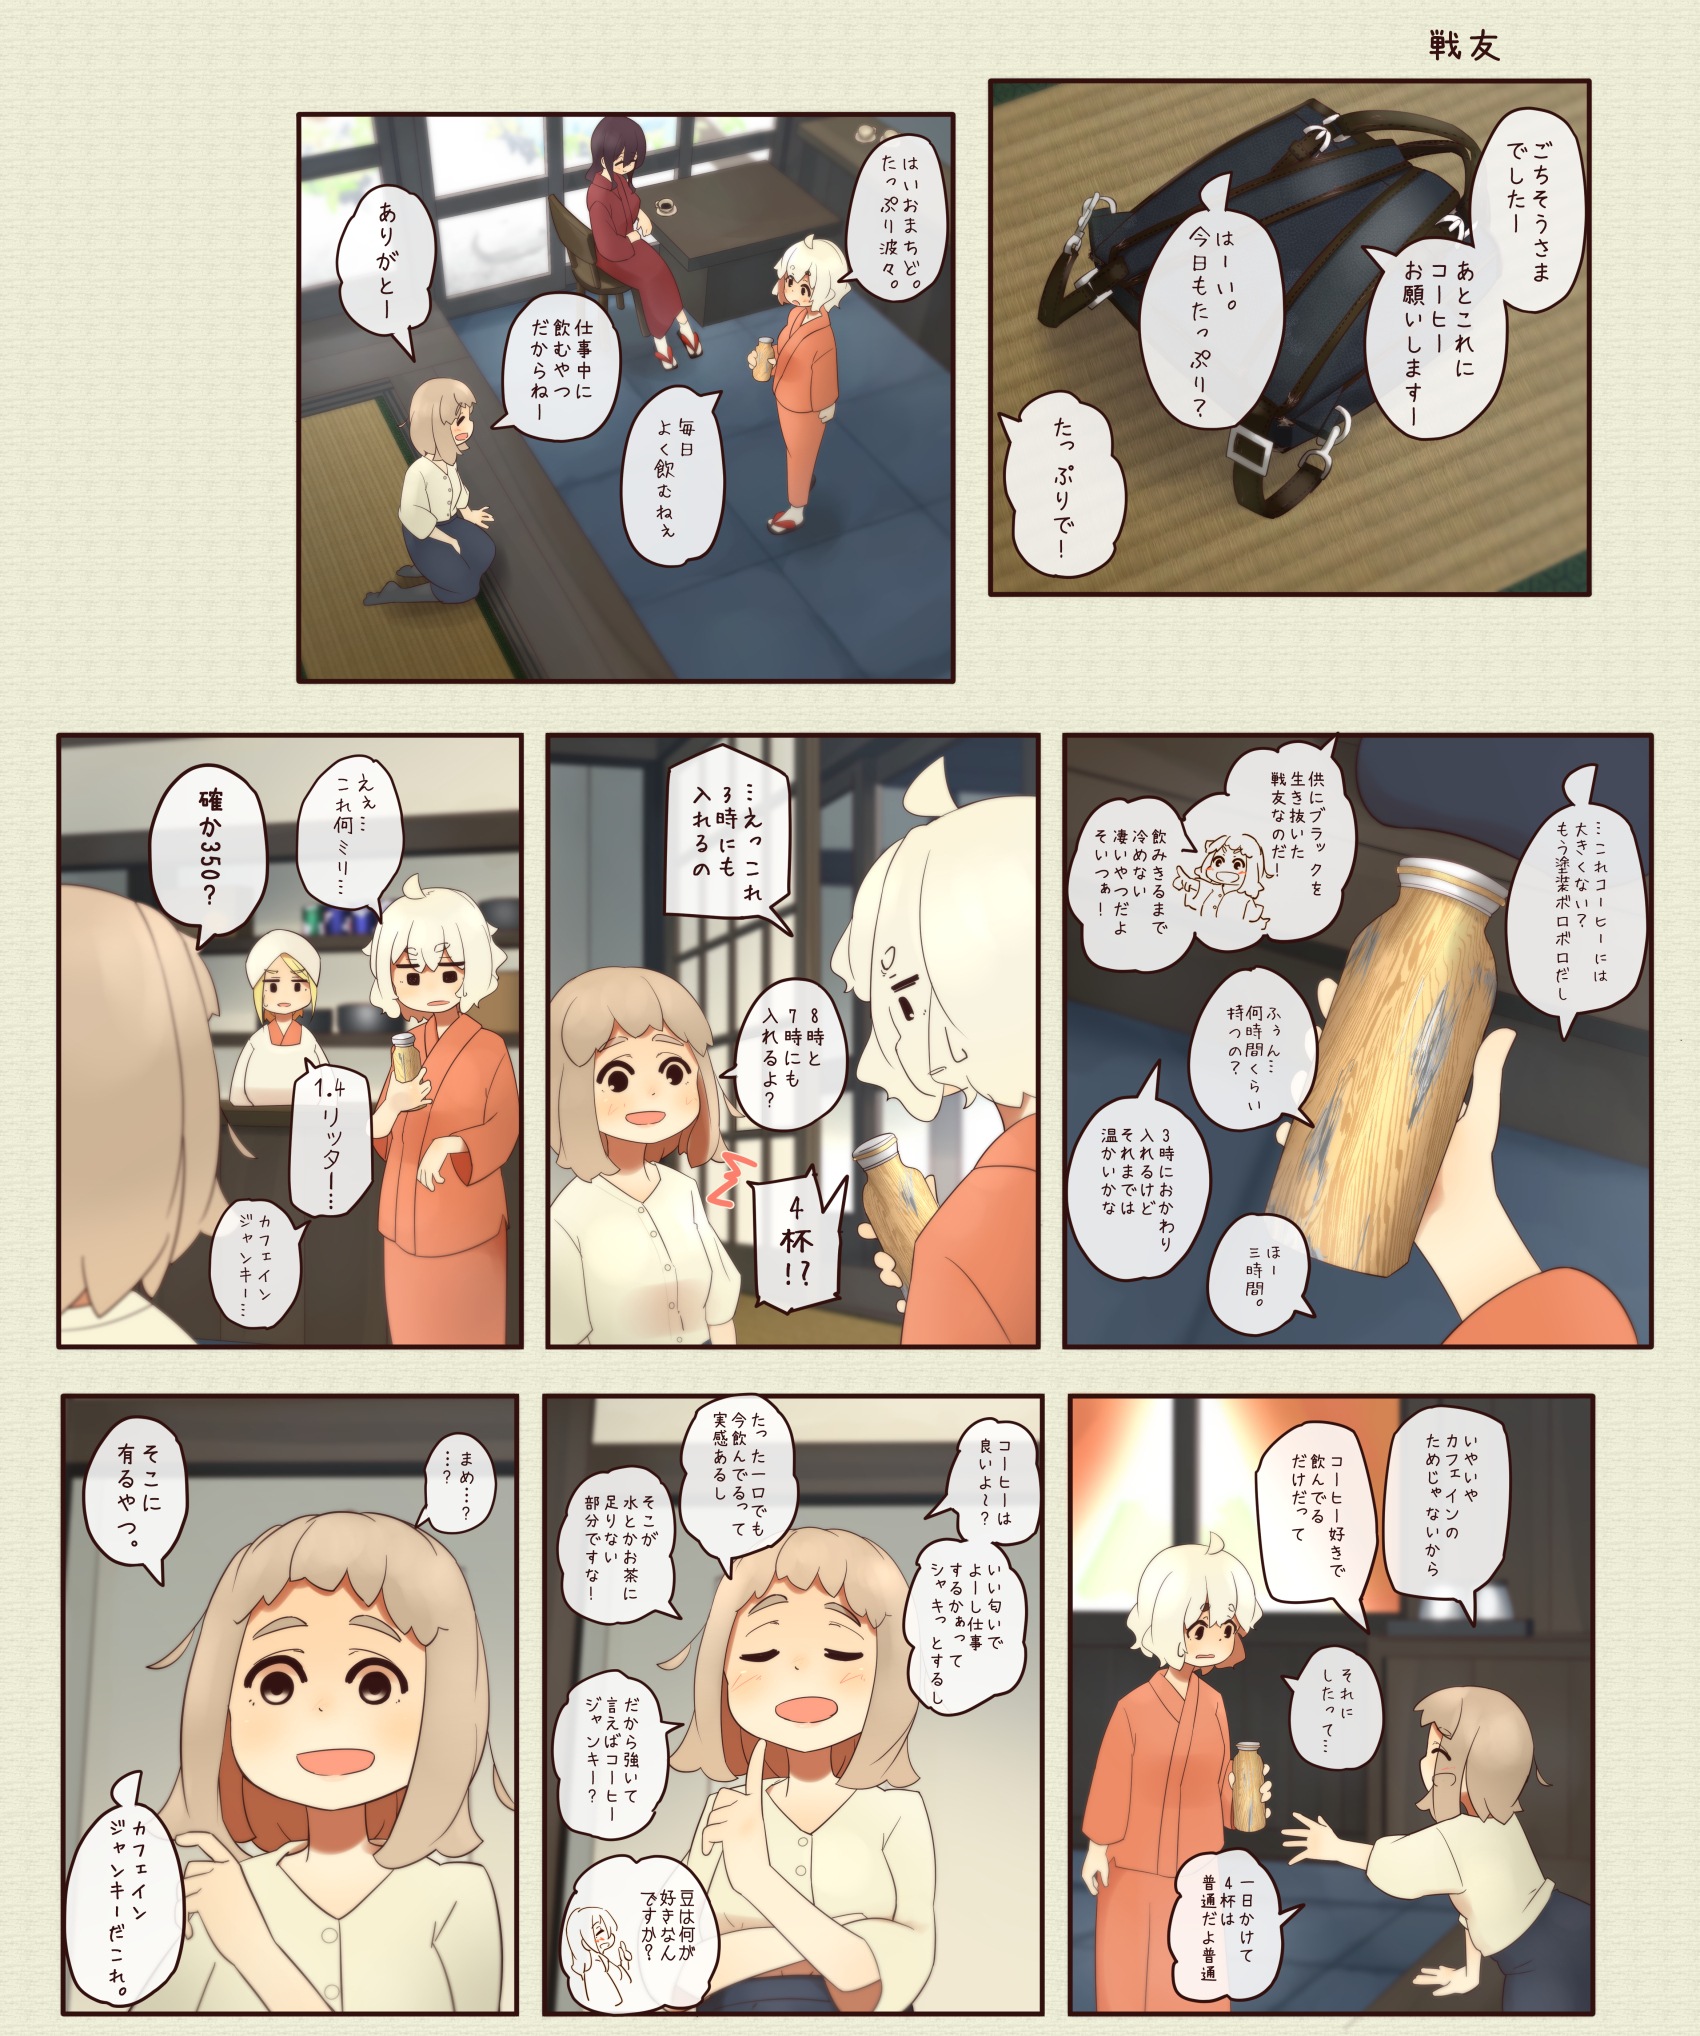 戦友
ごちそうさま
でしたー
あとこれに
コーヒー
お願いしますー
はーい。
今日もたっぷり?
たっぷりで!
はいおまちど。
たっぷり波々。
ありがとー
毎日
よく飲むねぇ
仕事中に
飲むやつ
だからねー
…これコーヒーには
大きくない?
もう塗装ボロボロだし
供にブラックを
生き抜いた
戦友なのだ!
飲みきるまで
冷めない
凄いやつだよ
そいつぁ!
ふぅん…
何時間くらい
持つの?
3時におかわり
入れるけど
それまでは
温かいかな
ほー
三時間。
…えっこれ
3時にも
入れるの
8時と
7時にも
入れるよ?
4
杯!?
えぇ…
これ何ミリ…
確か350?
1.4
リッター…
カフェイン
ジャンキー…
いやいや
カフェインの
ためじゃないから
コーヒー好きで
飲んでる
だけだって
それに
したって…
一日かけて
4杯は
普通だよ普通
コーヒーは
良いよ~?
いい匂いで
よーし仕事
するかぁって
シャキっとするし
たった一口でも
今飲んでるって
実感あるし
そこが
水とかお茶に
足りない
部分ですな!
だから強いて
言えばコーヒー
ジャンキー?
豆は何が
好きなん
ですか?
まめ…?
…?
そこに
有るやつ。
カフェイン
ジャンキーだこれ。